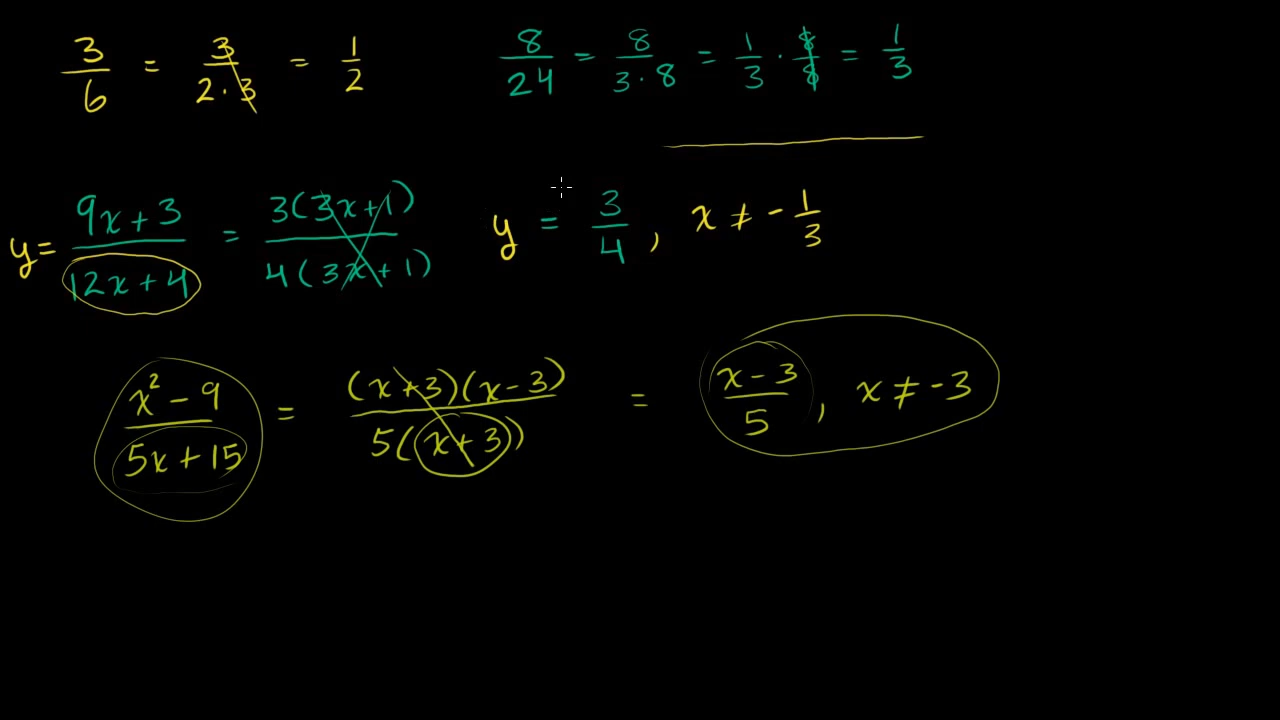 3/6 = 3/(2·3) = 1/2
8/24 = 8/(3·8) = 1/3 · 8/8 = 1/3
y = (9x+3)/(12x+4) = 3(3x+1)/4(3x+1)
y = 3/4, x ≠ -1/3
(x²-9)/(5x+15) = (x+3)(x-3)/5(x+3) = (x-3)/5, x ≠ -3